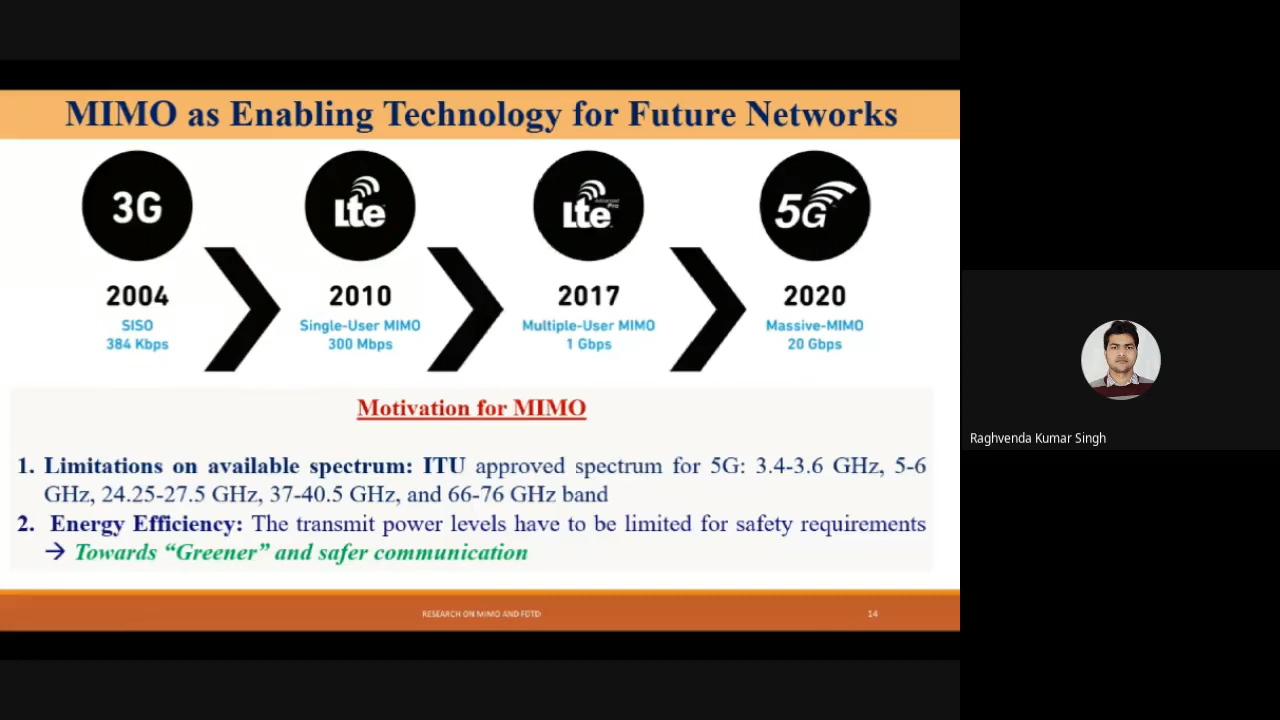 MIMO as Enabling Technology for Future Networks
3G
Lte
Lte Advanced Pro
5G
2004
2010
2017
2020
SISO
Single-User MIMO
Multiple-User MIMO
Massive-MIMO
384 Kbps
300 Mbps
1 Gbps
20 Gbps
Motivation for MIMO
1. Limitations on available spectrum: ITU approved spectrum for 5G: 3.4-3.6 GHz, 5-6
GHz, 24.25-27.5 GHz, 37-40.5 GHz, and 66-76 GHz band
2. Energy Efficiency: The transmit power levels have to be limited for safety requirements
→ Towards “Greener” and safer communication
RESEARCH ON MIMO AND FDTD
14
Raghvenda Kumar Singh